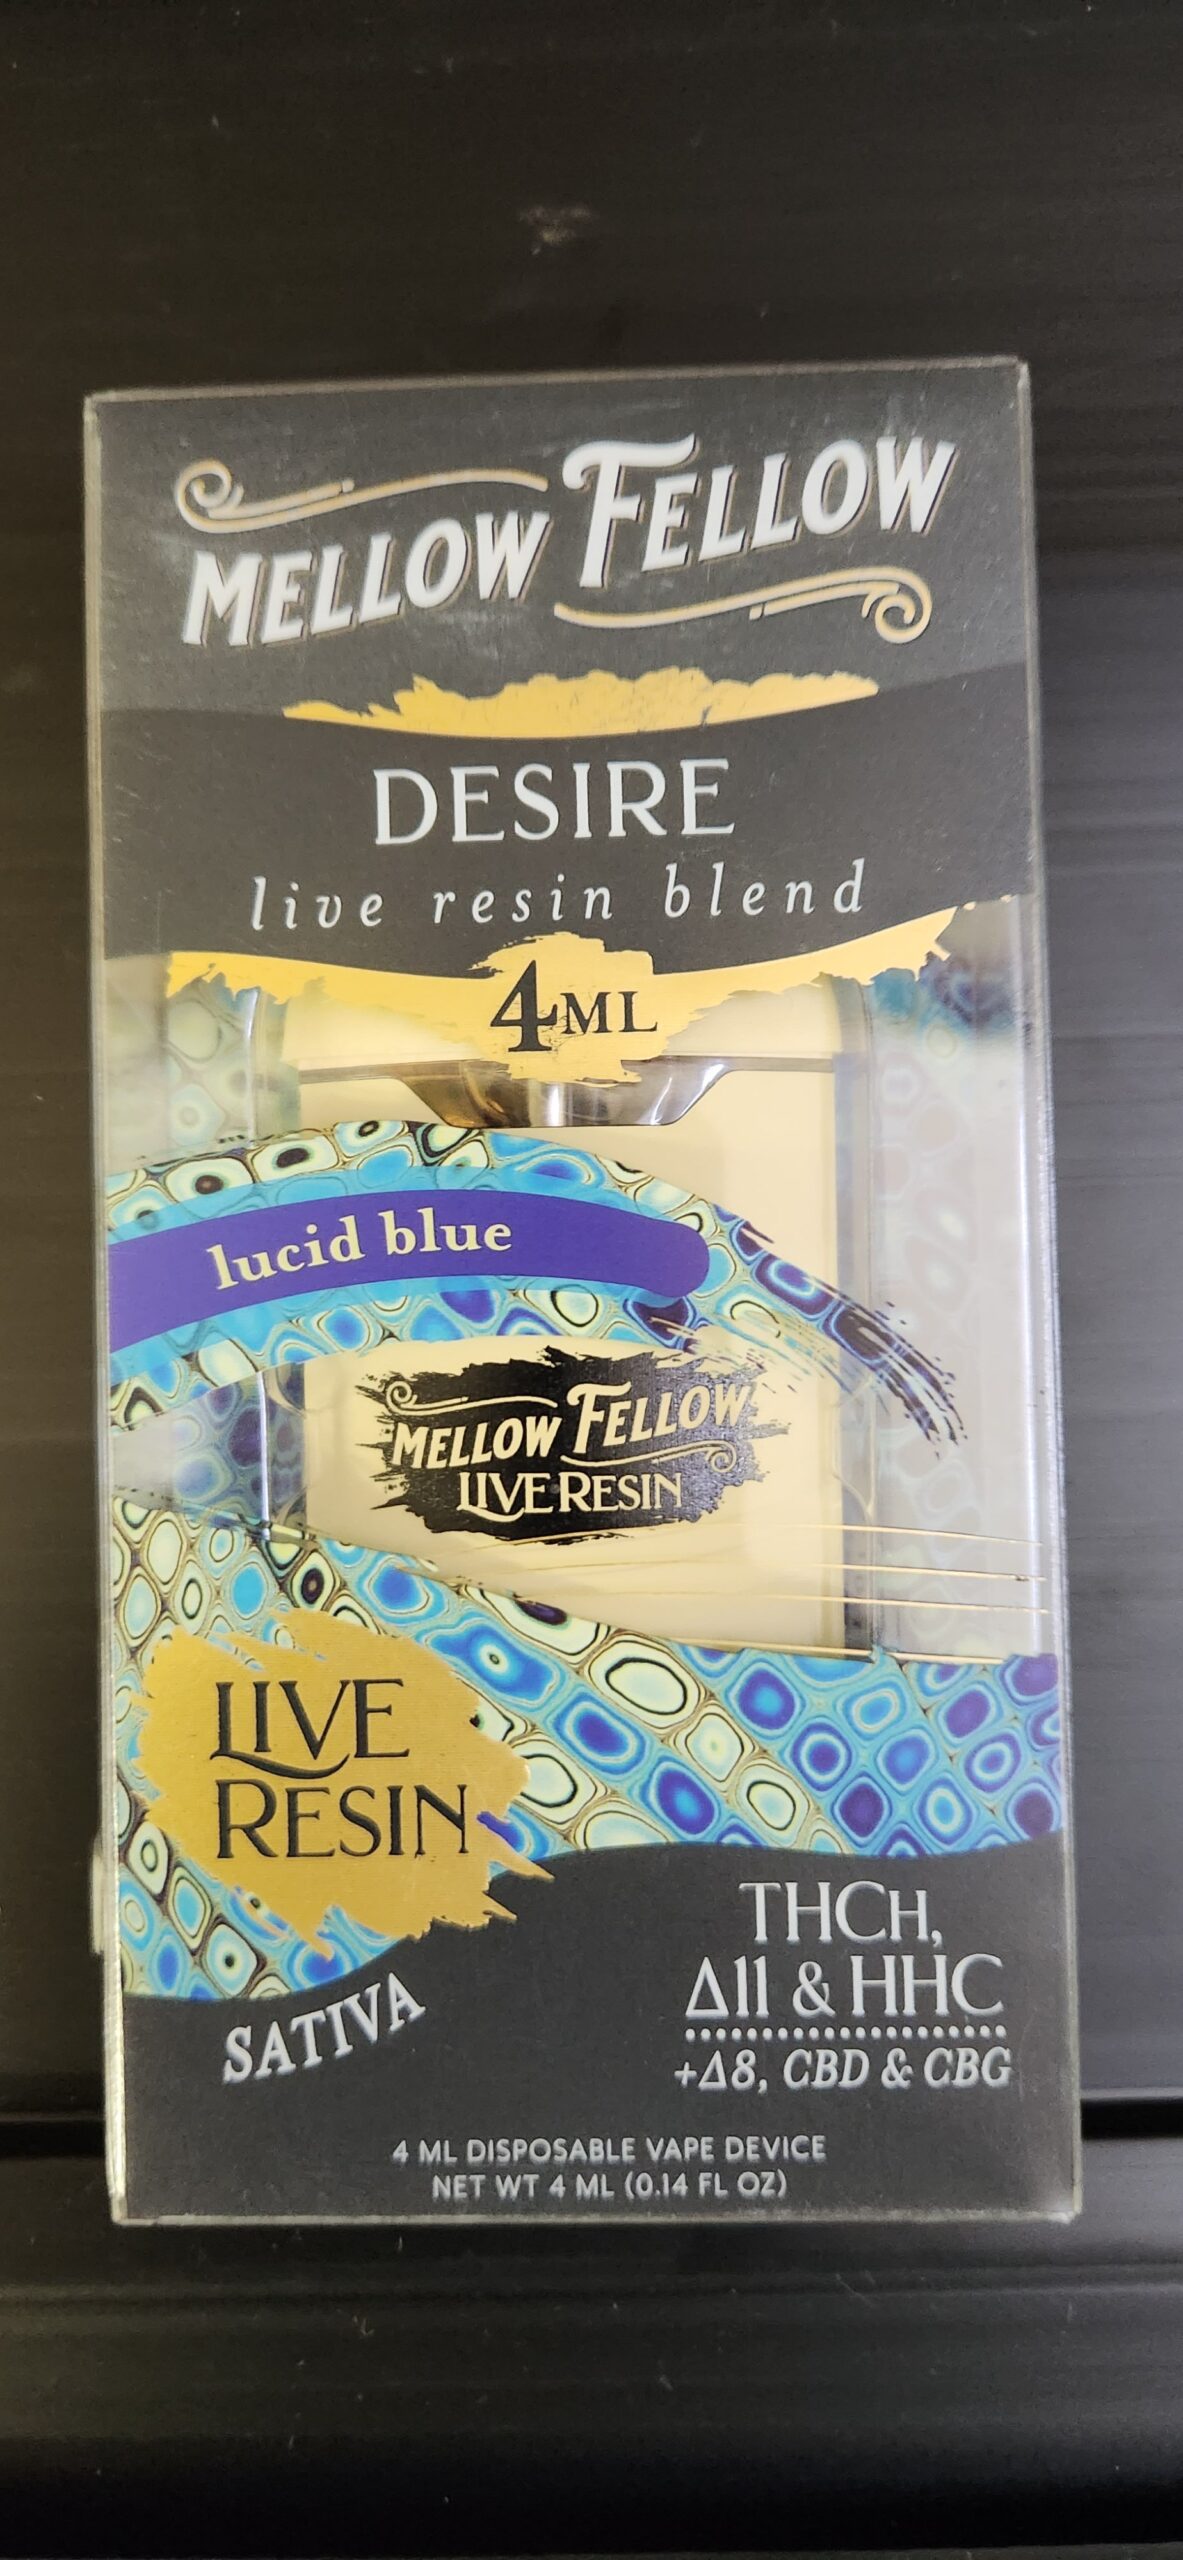 MELLOW FELLOW
DESIRE
live resin blend
4ML
lucid blue
MELLOW FELLOW
LIVE RESIN
LIVE
RESIN
SATIVA
THCH,
Δ11 & HHC
+Δ8, CBD & CBG
4 ML DISPOSABLE VAPE DEVICE
NET WT 4 ML (0.14 FL OZ)